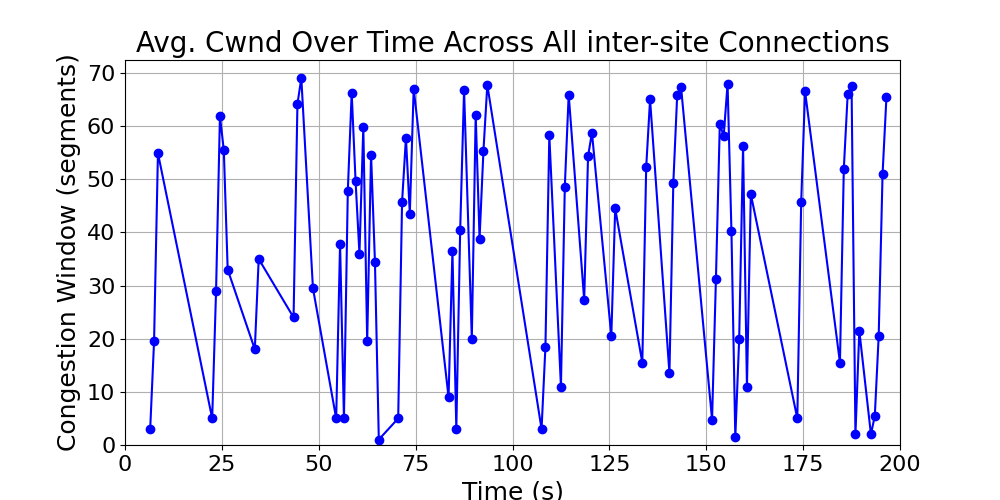 Avg. Cwnd Over Time Across All inter-site Connections
Congestion Window (segments)
70
60
50
40
30
20
10
0
0 25 50 75 100 125 150 175 200
Time (s)